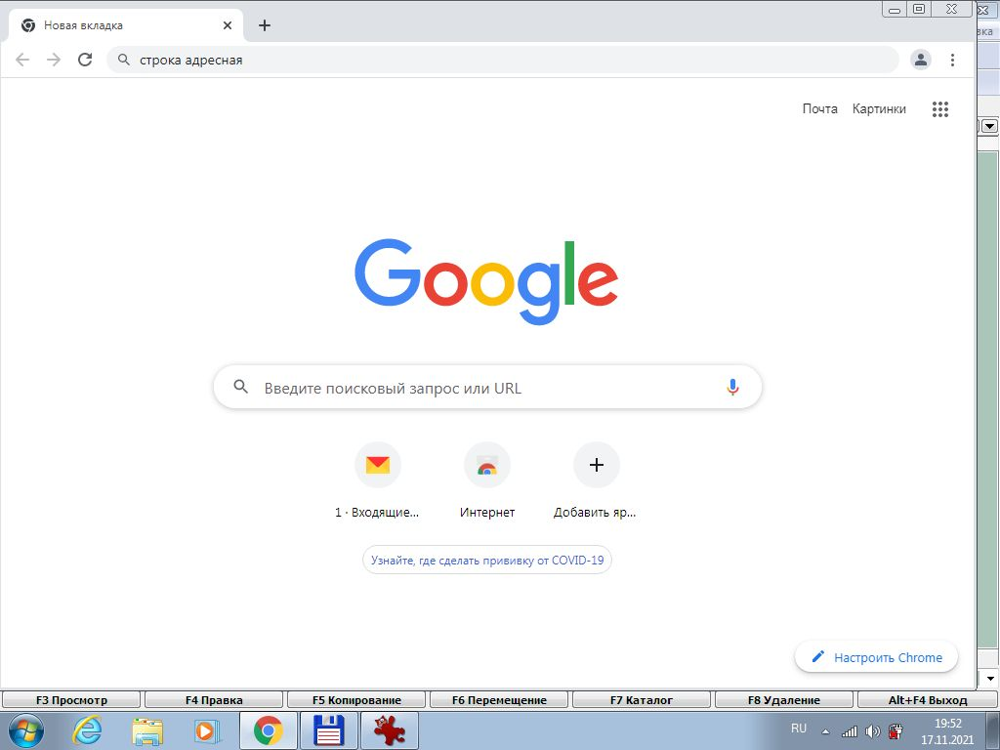 Новая вкладка
вка
строка адресная
Почта Картинки
Google
Введите поисковый запрос или URL
1 · Входящие... Интернет Добавить яр...
Узнайте, где сделать прививку от COVID-19
Настроить Chrome
F3 Просмотр F4 Правка F5 Копирование F6 Перемещение F7 Каталог F8 Удаление Alt+F4 Выход
RU 19:52
17.11.2021